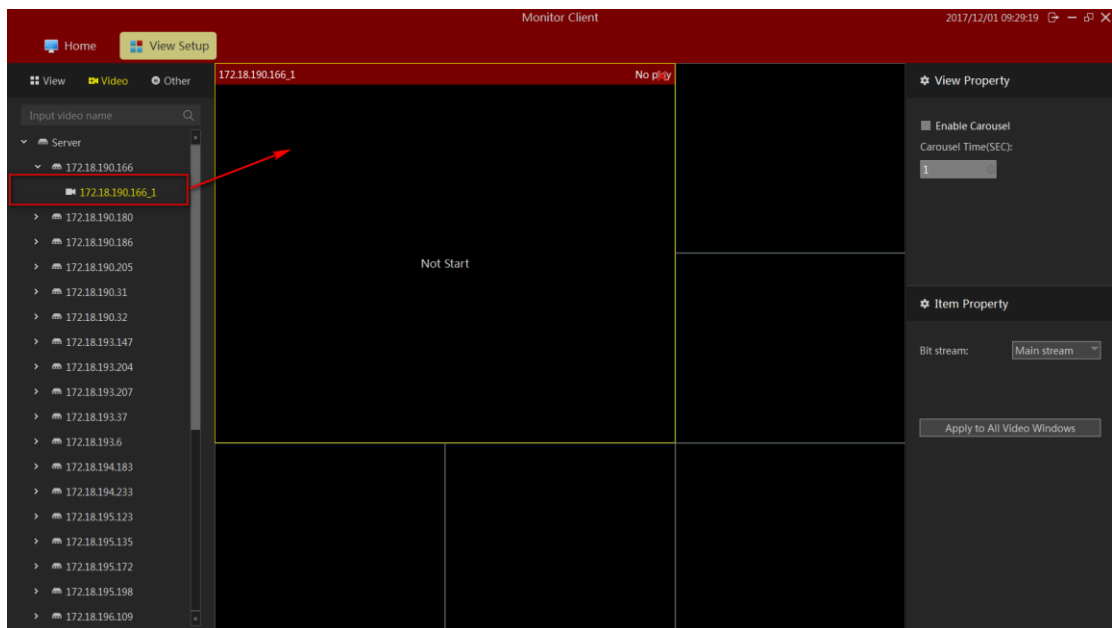 Monitor Client
2017/12/01 09:29:19
Home
View Setup
View
Video
Other
Input video name
Server
172.18.190.166
172.18.190.166_1
172.18.190.180
172.18.190.186
172.18.190.205
172.18.190.31
172.18.190.32
172.18.193.147
172.18.193.204
172.18.193.207
172.18.193.37
172.18.193.6
172.18.194.183
172.18.194.233
172.18.195.123
172.18.195.135
172.18.195.172
172.18.195.198
172.18.196.109
172.18.190.166_1
No play
Not Start
View Property
Enable Carousel
Carousel Time(SEC):
1
Item Property
Bit stream:
Main stream
Apply to All Video Windows